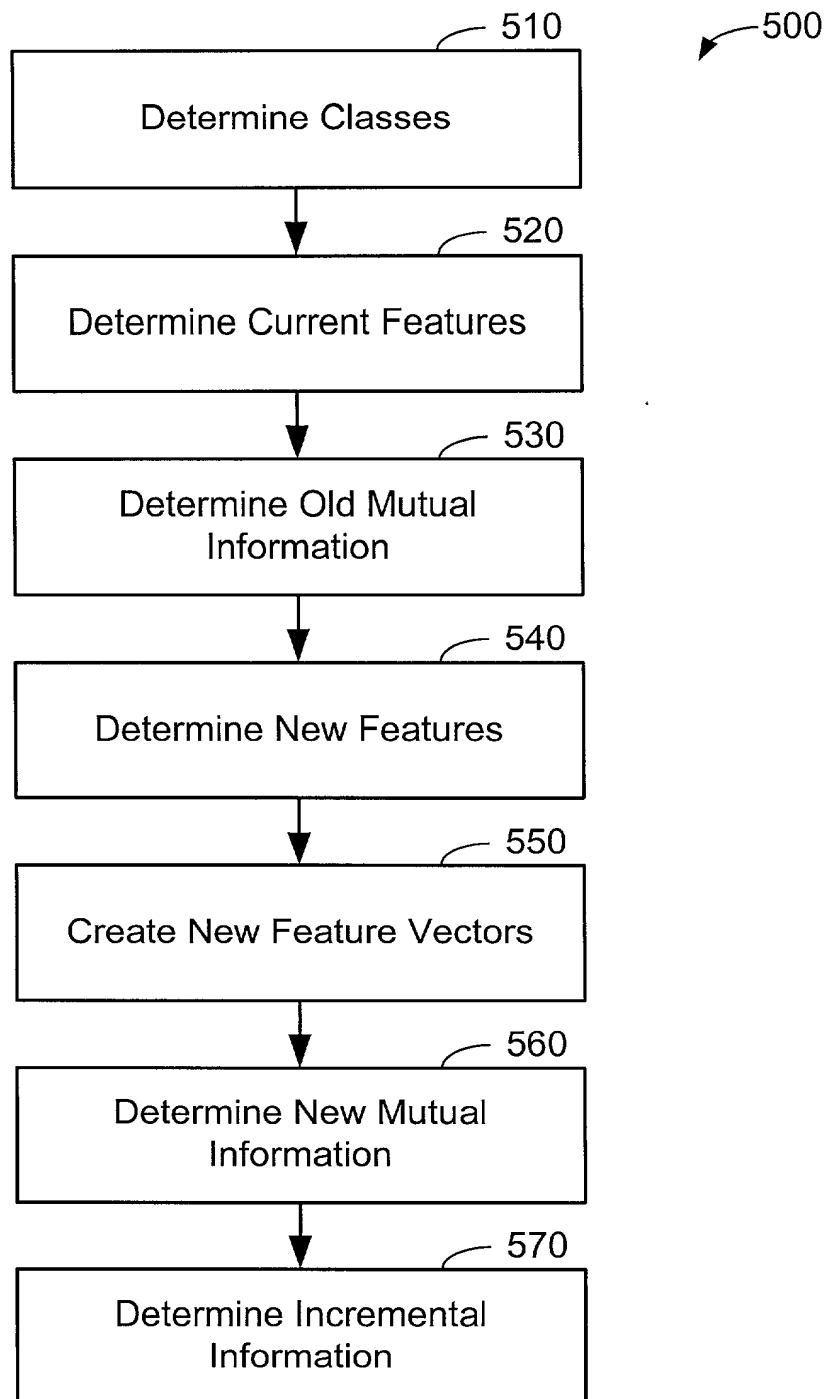 510
500
Determine Classes
520
Determine Current Features
530
Determine Old Mutual
Information
540
Determine New Features
550
Create New Feature Vectors
560
Determine New Mutual
Information
570
Determine Incremental
Information